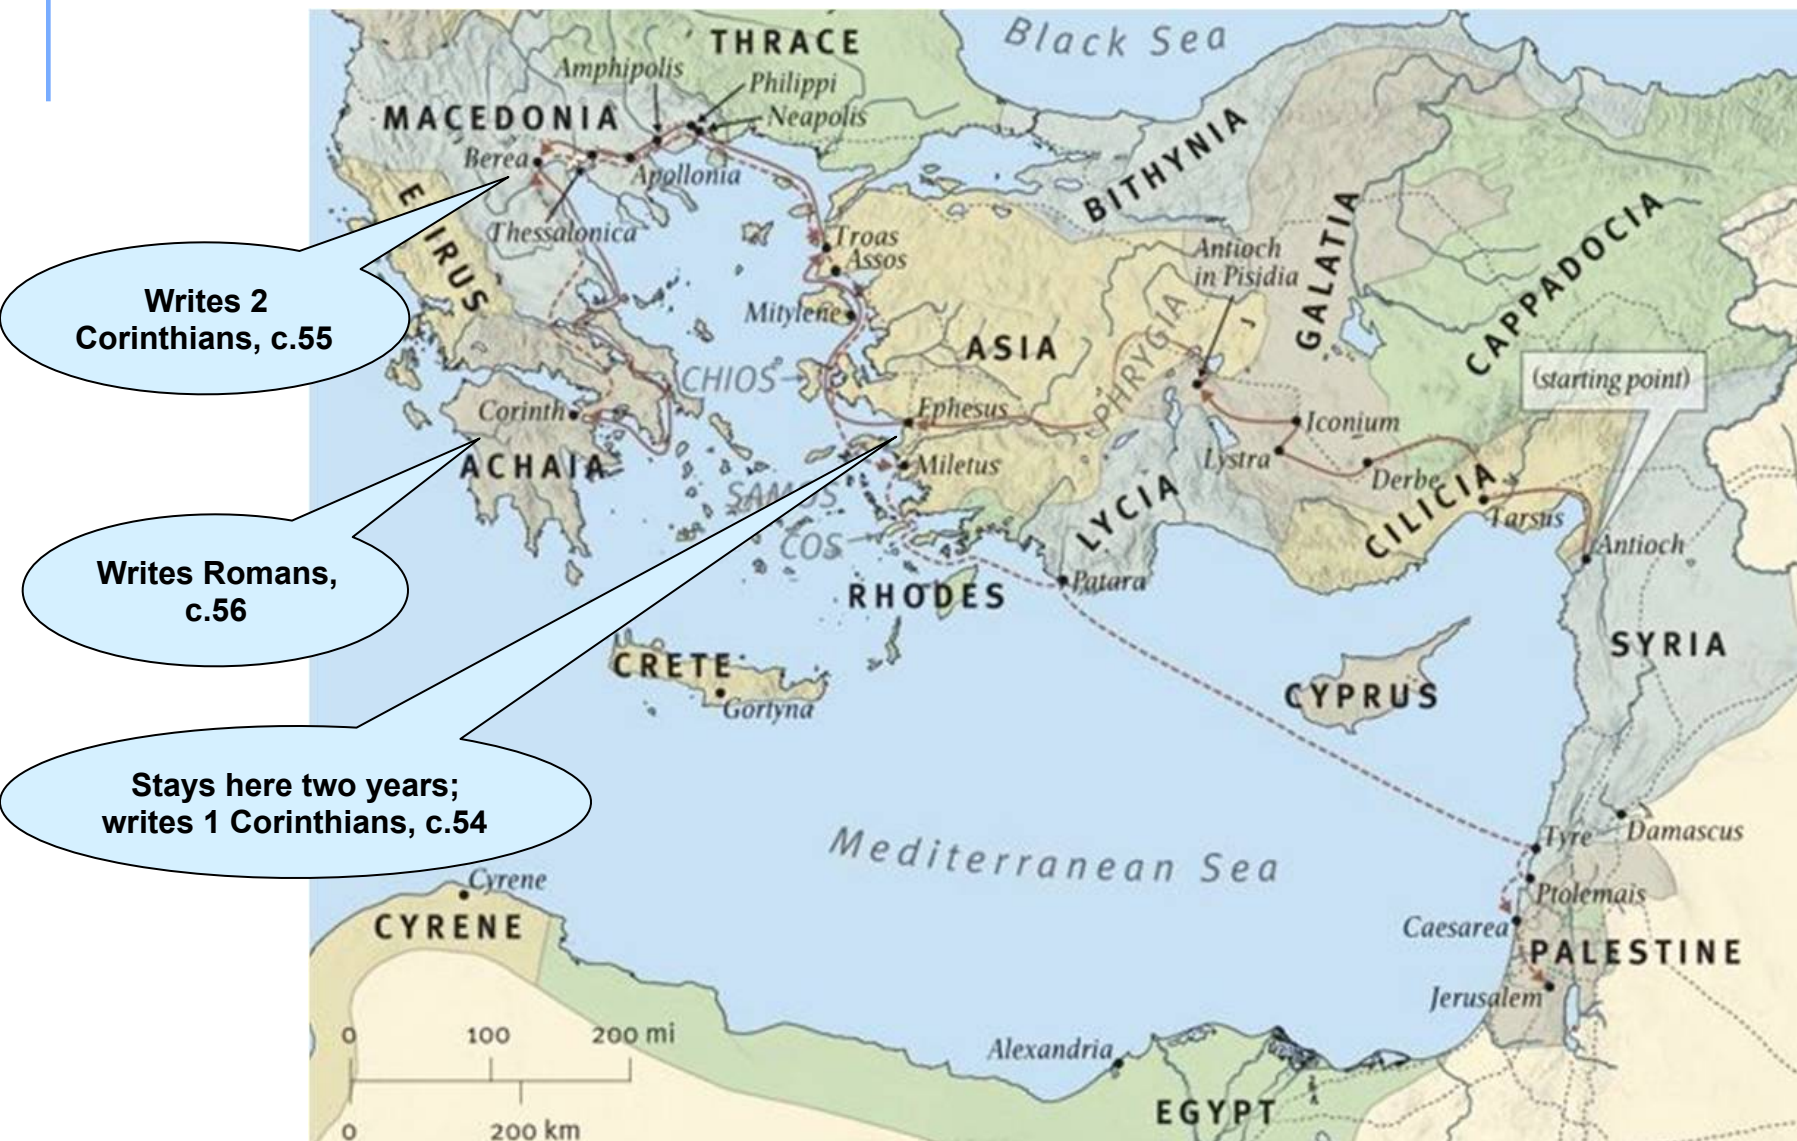 Black Sea
THRACE
Amphipolis
Philippi
Neapolis
MACEDONIA
Berea
Apollonia
Thessalonica
EPIRUS
BITHYNIA
GALATIA
CAPPADOCIA
Troas
Assos
Antioch
in Pisidia
Mitylene
ASIA
PHRYGIA
CHIOS
(starting point)
Writes 2
Corinthians, c.55
Corinth
Ephesus
Iconium
ACHAIA
Miletus
Lystra
Derbe
SAMOS
LYCIA
CILICIA
Tarsus
COS
Antioch
Writes Romans,
c.56
RHODES
Patara
SYRIA
CRETE
Gortyna
CYPRUS
Stays here two years;
writes 1 Corinthians, c.54
Mediterranean Sea
Tyre
Damascus
Cyrene
Ptolemais
CYRENE
Caesarea
PALESTINE
Jerusalem
0 100 200 mi
Alexandria
EGYPT
0 200 km